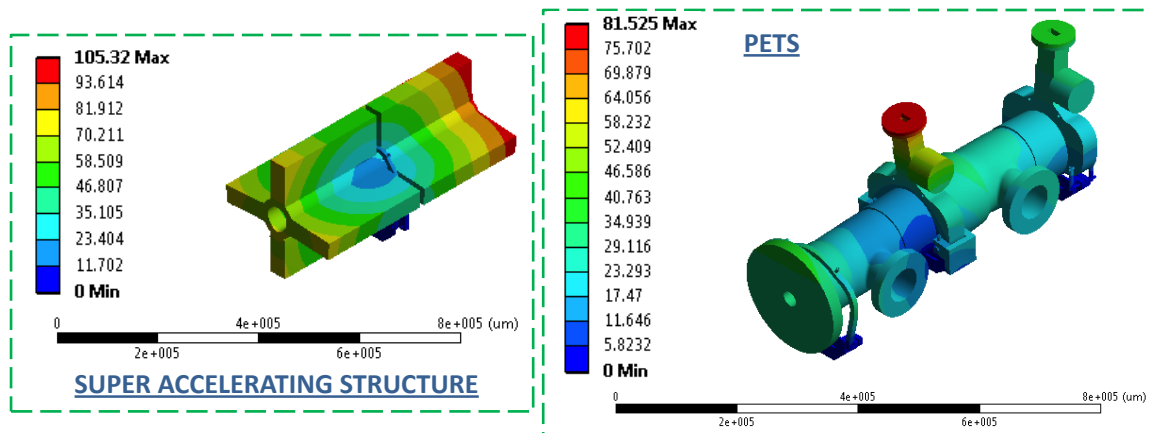 105.32 Max
93.614
81.912
70.211
58.509
46.807
35.105
23.404
11.702
0 Min
0 4e+005 8e+005 (um)
2e+005 6e+005
SUPER ACCELERATING STRUCTURE
81.525 Max
75.702
69.879
64.056
58.232
52.409
46.586
40.763
34.939
29.116
23.293
17.47
11.646
5.8232
0 Min
PETS
0 4e+005 8e+005 (um)
2e+005 6e+005